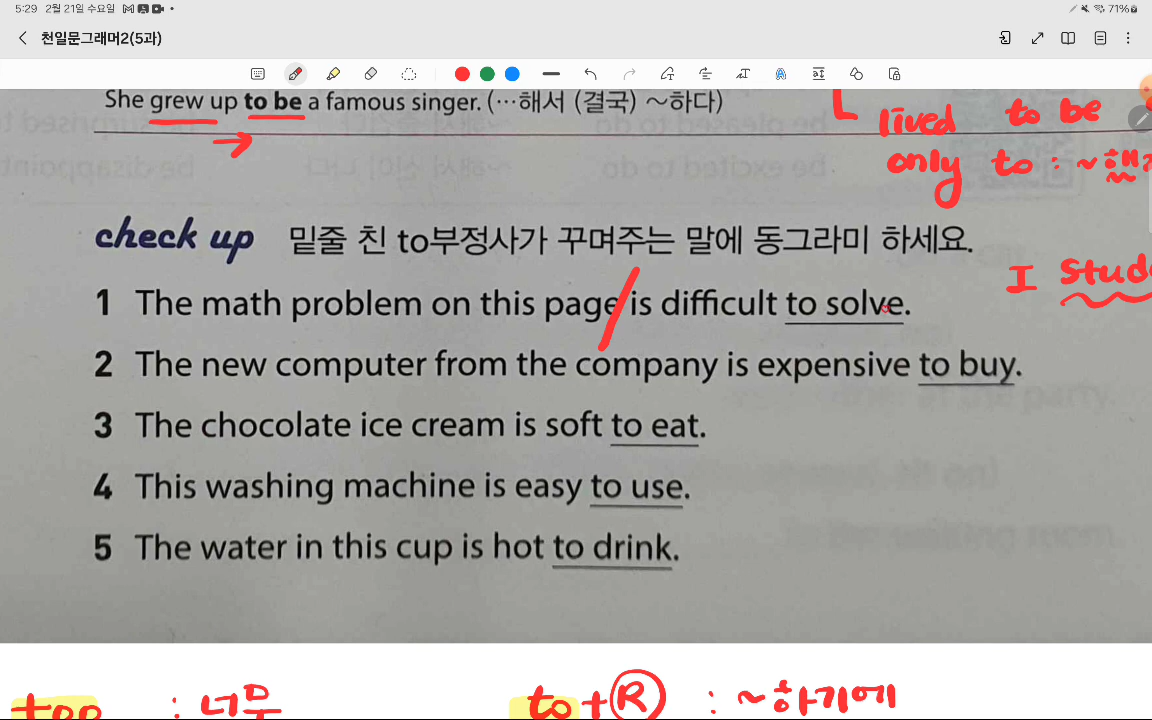 5:29 2월 21일 수요일 71%
천일문그래머2(5과)
She grew up to be a famous singer. (…해서 (결국) ~하다)
lived to be
only to : ~해
check up 밑줄 친 to부정사가 꾸며주는 말에 동그라미 하세요.
I stud
1 The math problem on this page is difficult to solve.
2 The new computer from the company is expensive to buy.
3 The chocolate ice cream is soft to eat.
4 This washing machine is easy to use.
5 The water in this cup is hot to drink.
too : 너무 to + R : ~하기에